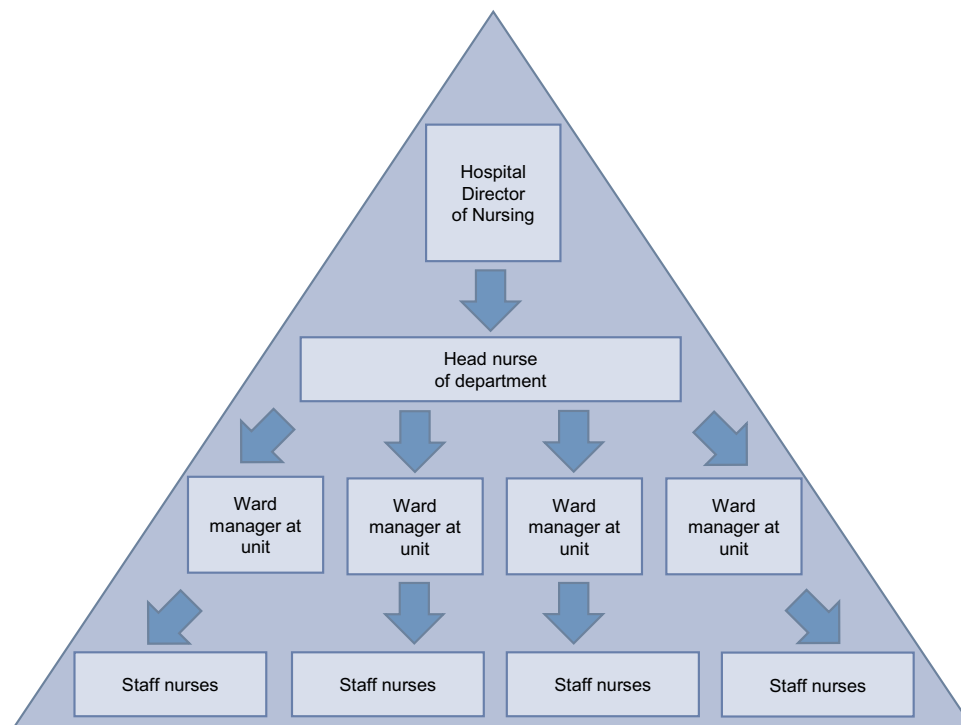 Hospital
Director
of Nursing
Head nurse
of department
Ward
manager at
unit
Ward
manager at
unit
Ward
manager at
unit
Ward
manager at
unit
Staff nurses
Staff nurses
Staff nurses
Staff nurses